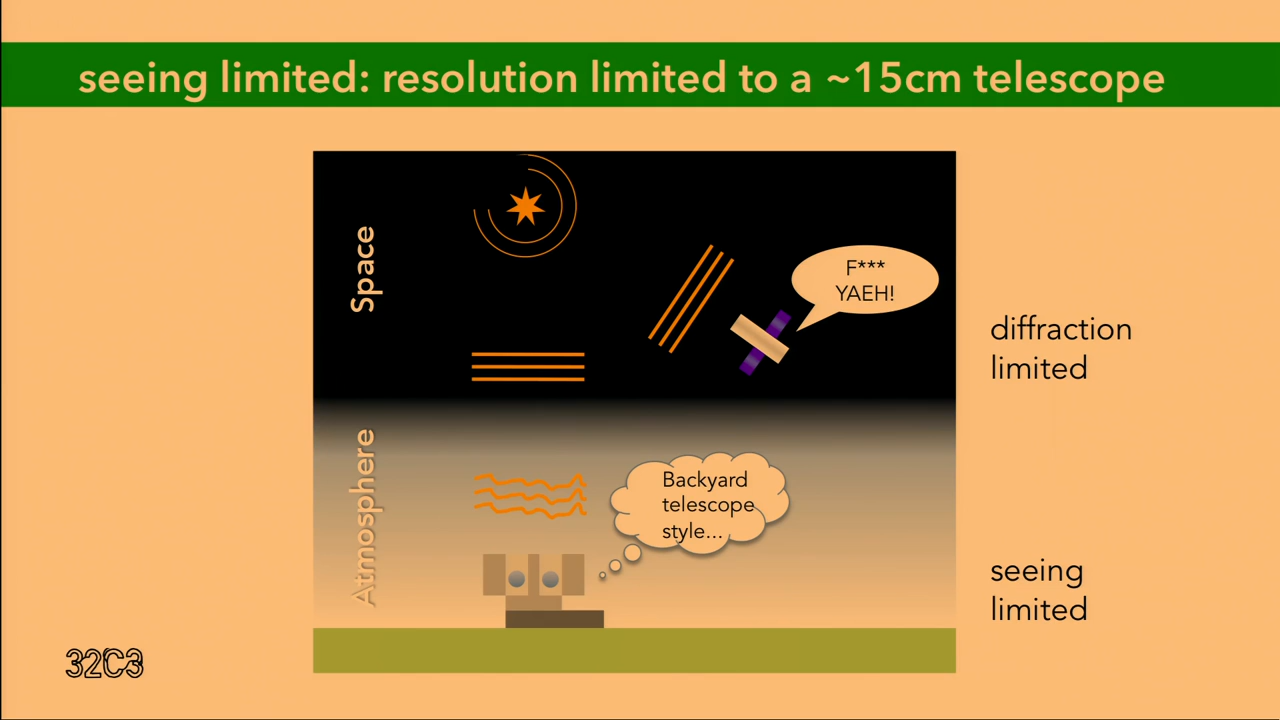 seeing limited: resolution limited to a ~15cm telescope
Space
F***
YAEH!
diffraction
limited
Atmosphere
Backyard
telescope
style...
seeing
limited
32C3